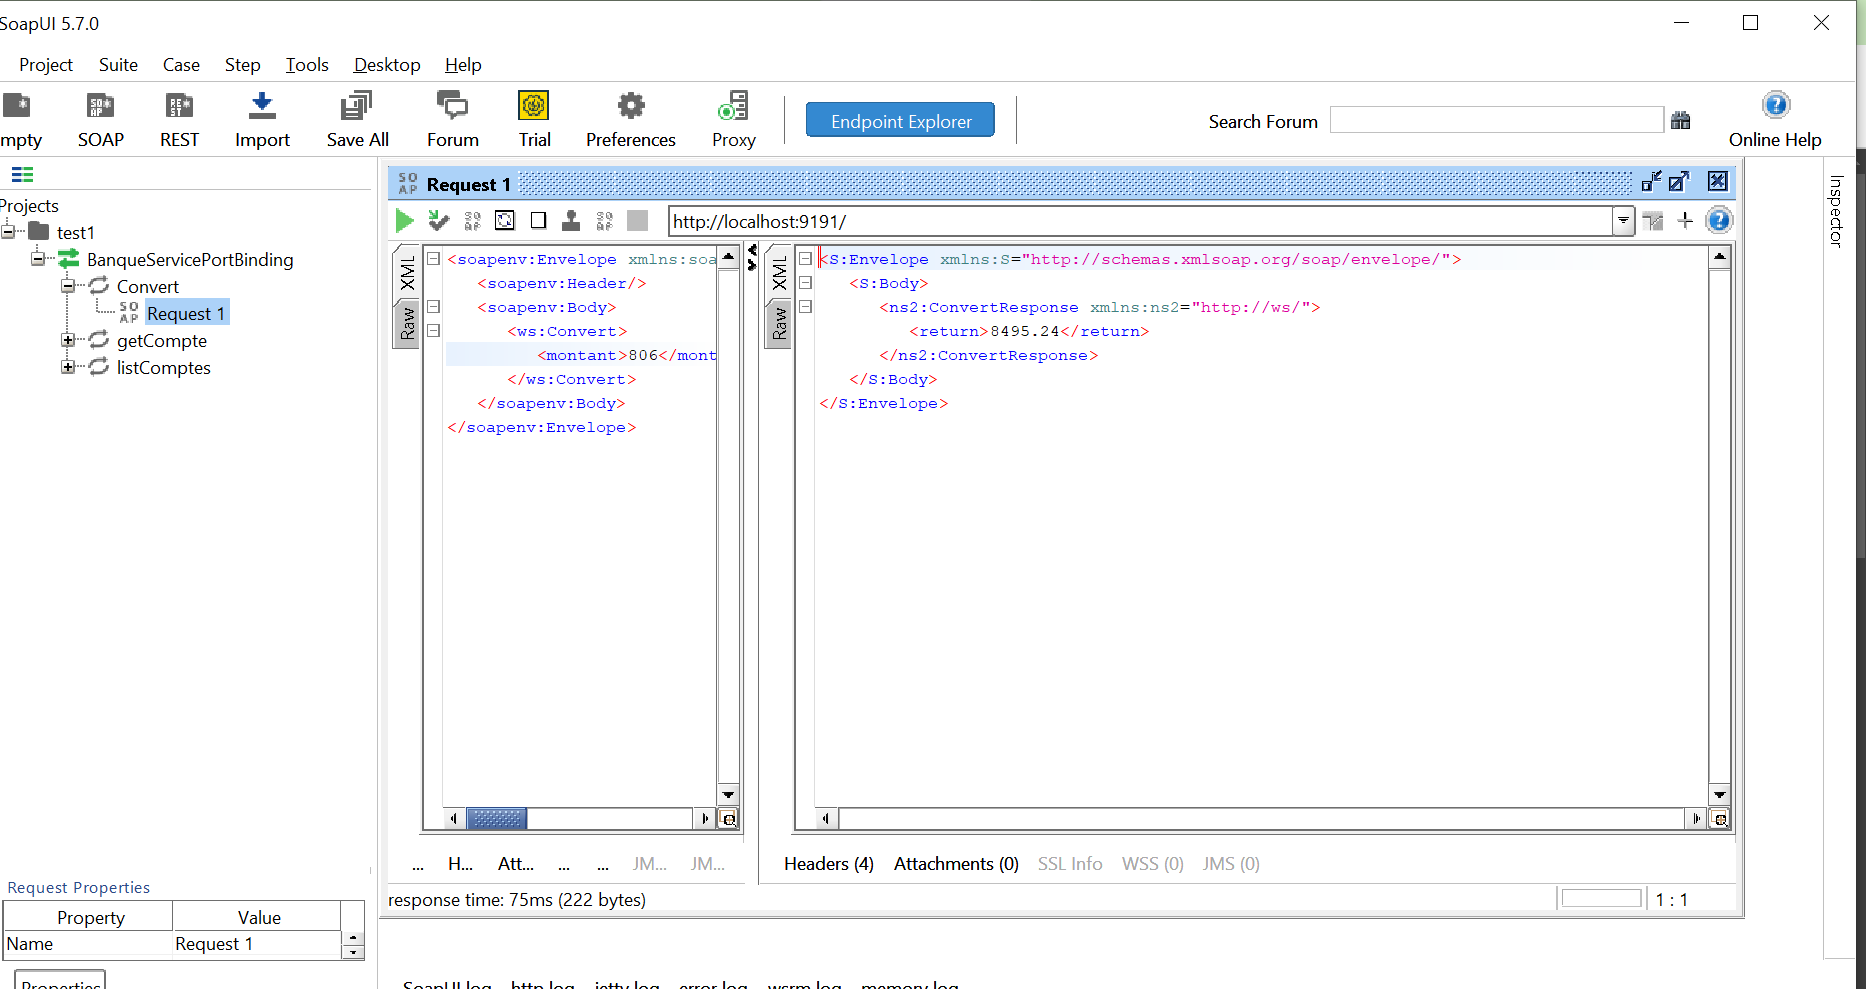 SoapUI 5.7.0
Project Suite Case Step Tools Desktop Help
mpty SOAP REST Import Save All Forum Trial Preferences Proxy Endpoint Explorer Search Forum Online Help
Projects
test1
BanqueServicePortBinding
Convert
SOAP Request 1
getCompte
listComptes
SOAP Request 1
http://localhost:9191/
XML
Raw
<soapenv:Envelope xmlns:soa
<soapenv:Header/>
<soapenv:Body>
<ws:Convert>
<montant>806</mont
</ws:Convert>
</soapenv:Body>
</soapenv:Envelope>
XML
Raw
<S:Envelope xmlns:S="http://schemas.xmlsoap.org/soap/envelope/">
<S:Body>
<ns2:ConvertResponse xmlns:ns2="http://ws/">
<return>8495.24</return>
</ns2:ConvertResponse>
</S:Body>
</S:Envelope>
Inspector
... H... Att... ... ... JM... JM...
Headers (4) Attachments (0) SSL Info WSS (0) JMS (0)
response time: 75ms (222 bytes)
1 : 1
Request Properties
Property Value
Name Request 1
Properties
SoapUI log http log jetty log error log wsrm log memory log